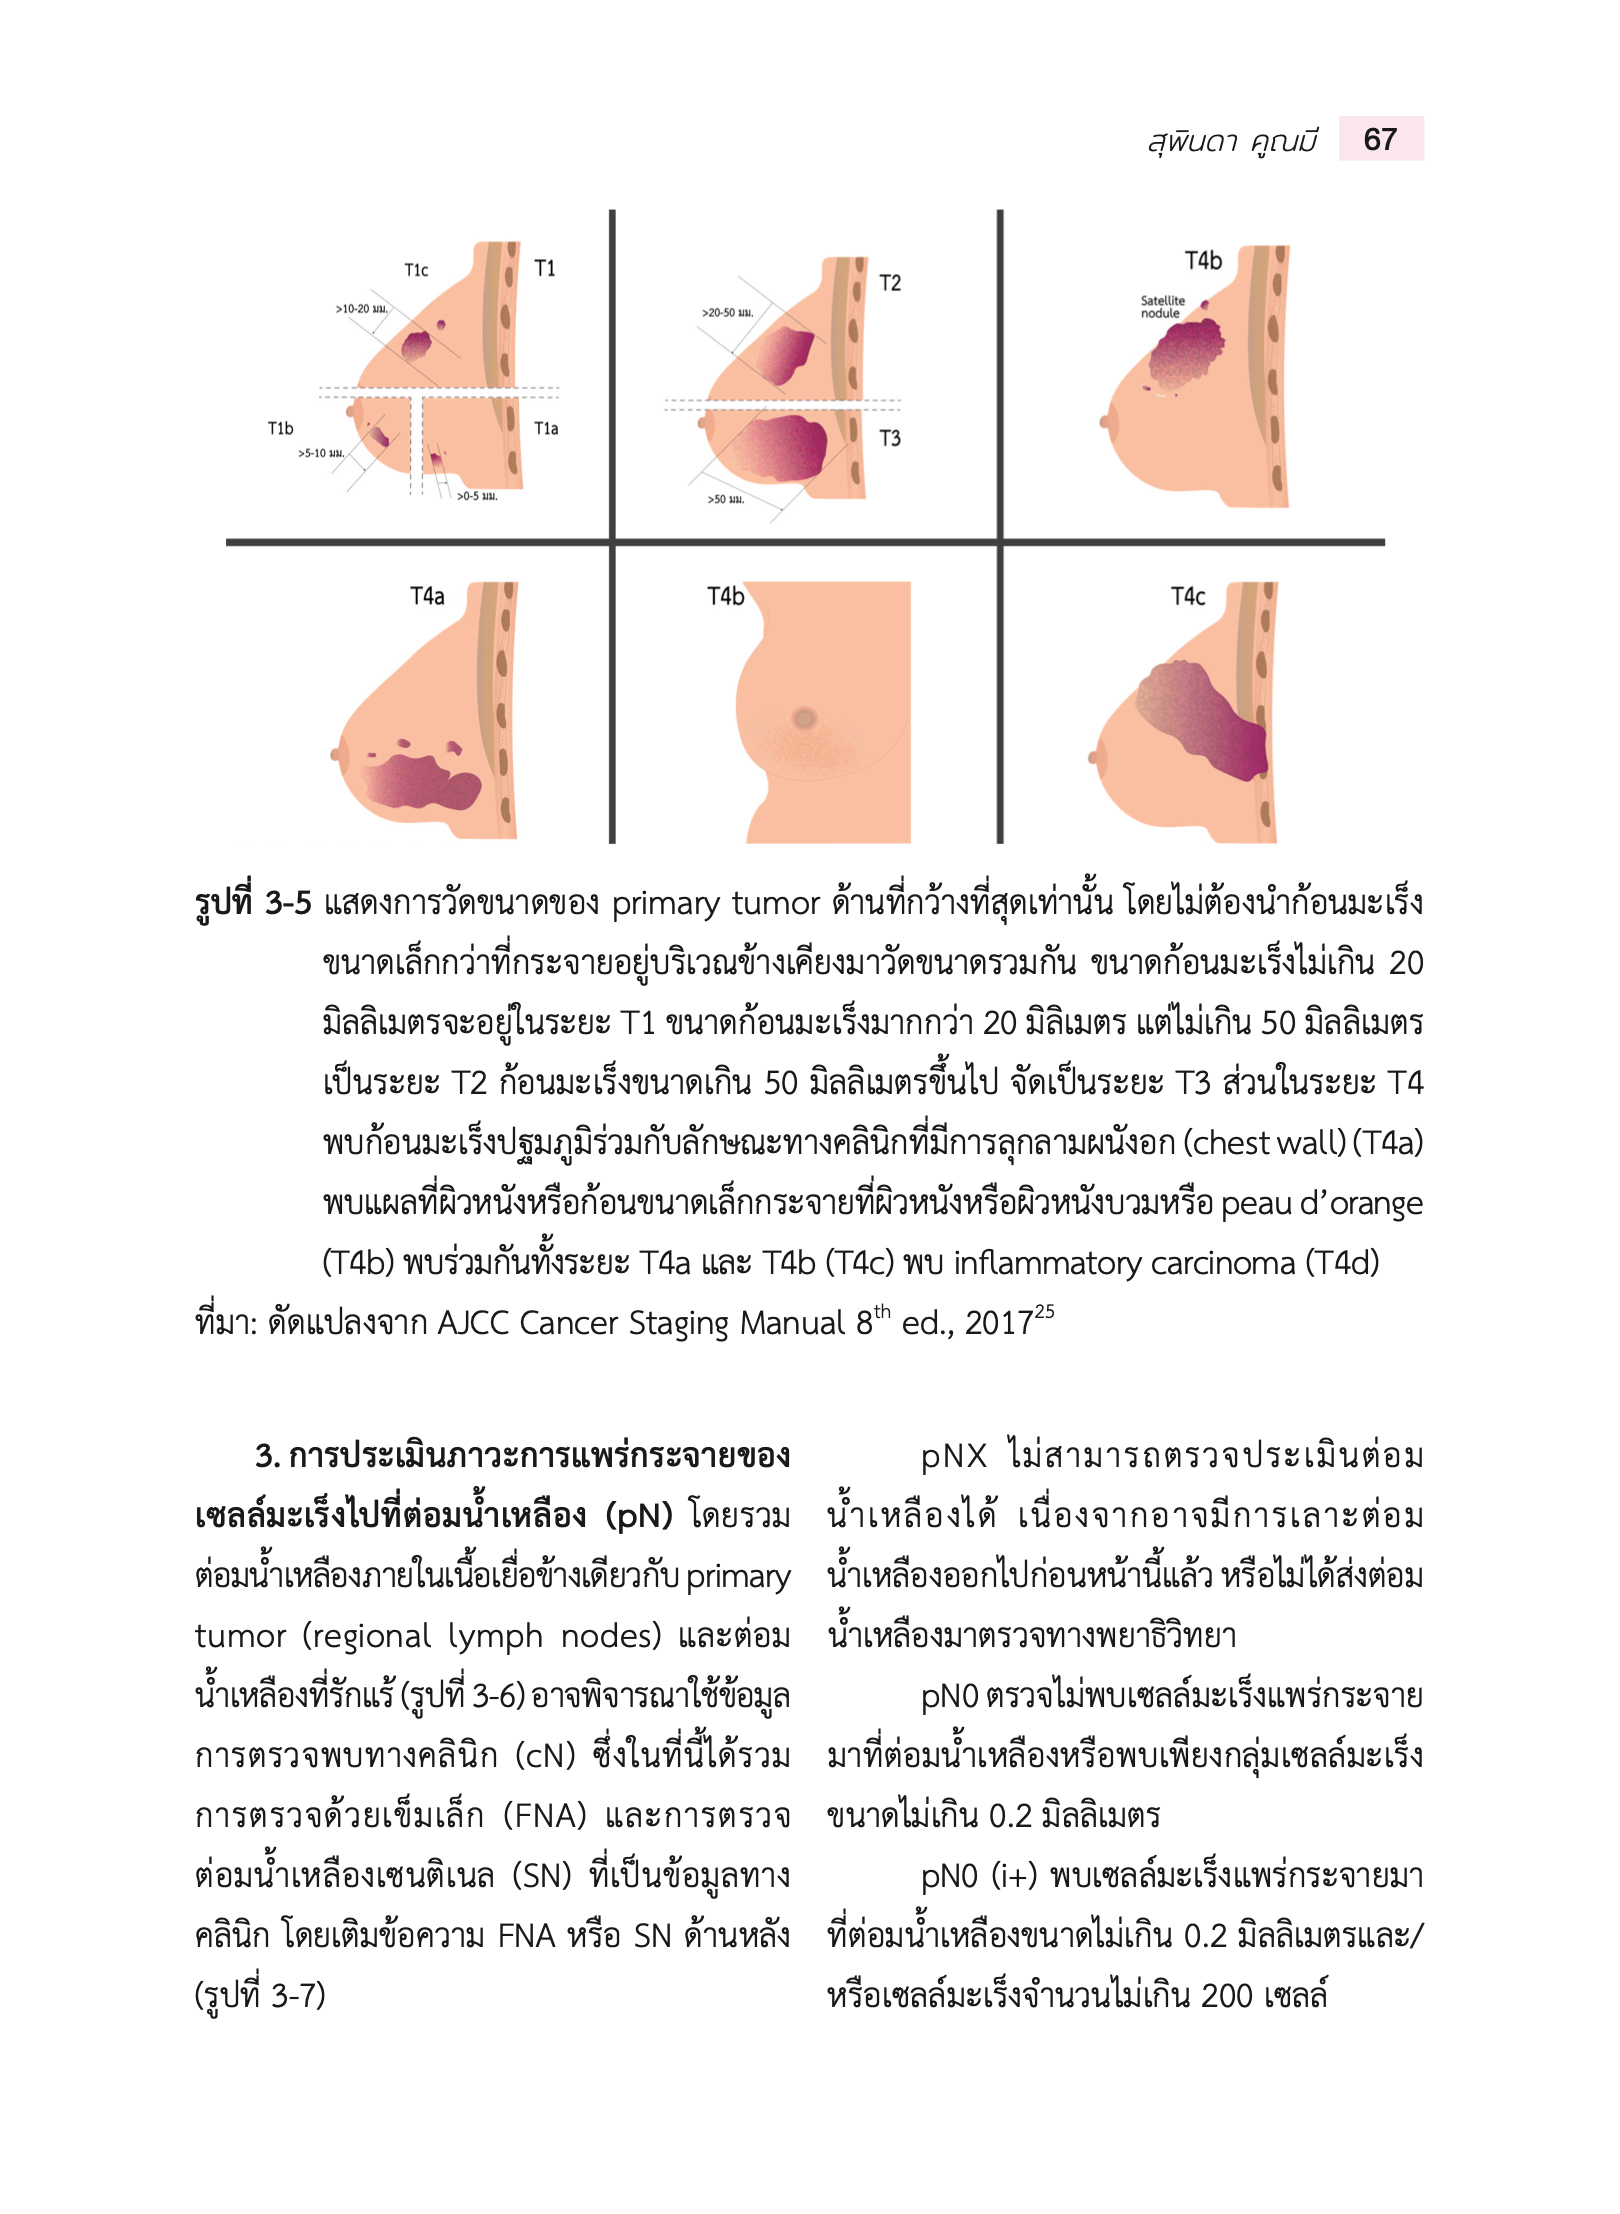 สุพินดา คูณมี 67
T1c T1
>10-20 มม.
T1b T1a
>5-10 มม.
>0-5 มม.
T2
>20-50 มม.
T3
>50 มม.
T4b
Satellite
nodule
T4a
T4b
T4c
รูปที่ 3-5 แสดงการวัดขนาดของ primary tumor ด้านที่กว้างที่สุดเท่านั้น โดยไม่ต้องนำก้อนมะเร็ง
ขนาดเล็กกว่าที่กระจายอยู่บริเวณข้างเคียงมาวัดขนาดรวมกัน ขนาดก้อนมะเร็งไม่เกิน 20
มิลลิเมตรจะอยู่ในระยะ T1 ขนาดก้อนมะเร็งมากกว่า 20 มิลิเมตร แต่ไม่เกิน 50 มิลลิเมตร
เป็นระยะ T2 ก้อนมะเร็งขนาดเกิน 50 มิลลิเมตรขึ้นไป จัดเป็นระยะ T3 ส่วนในระยะ T4
พบก้อนมะเร็งปฐมภูมิร่วมกับลักษณะทางคลินิกที่มีการลุกลามผนังอก (chest wall) (T4a)
พบแผลที่ผิวหนังหรือก้อนขนาดเล็กกระจายที่ผิวหนังหรือผิวหนังบวมหรือ peau d’orange
(T4b) พบร่วมกันทั้งระยะ T4a และ T4b (T4c) พบ inflammatory carcinoma (T4d)
ที่มา: ดัดแปลงจาก AJCC Cancer Staging Manual 8th ed., 201725
3. การประเมินภาวะการแพร่กระจายของ
เซลล์มะเร็งไปที่ต่อมน้ำเหลือง (pN) โดยรวม
ต่อมน้ำเหลืองภายในเนื้อเยื่อข้างเดียวกับ primary
tumor (regional lymph nodes) และต่อม
น้ำเหลืองที่รักแร้ (รูปที่ 3-6) อาจพิจารณาใช้ข้อมูล
การตรวจพบทางคลินิก (cN) ซึ่งในที่นี้ได้รวม
การตรวจด้วยเข็มเล็ก (FNA) และการตรวจ
ต่อมน้ำเหลืองเซนติเนล (SN) ที่เป็นข้อมูลทาง
คลินิก โดยเติมข้อความ FNA หรือ SN ด้านหลัง
(รูปที่ 3-7)
pNX ไม่สามารถตรวจประเมินต่อม
น้ำเหลืองได้ เนื่องจากอาจมีการเลาะต่อม
น้ำเหลืองออกไปก่อนหน้านี้แล้ว หรือไม่ได้ส่งต่อม
น้ำเหลืองมาตรวจทางพยาธิวิทยา
pN0 ตรวจไม่พบเซลล์มะเร็งแพร่กระจาย
มาที่ต่อมน้ำเหลืองหรือพบเพียงกลุ่มเซลล์มะเร็ง
ขนาดไม่เกิน 0.2 มิลลิเมตร
pN0 (i+) พบเซลล์มะเร็งแพร่กระจายมา
ที่ต่อมน้ำเหลืองขนาดไม่เกิน 0.2 มิลลิเมตรและ/
หรือเซลล์มะเร็งจำนวนไม่เกิน 200 เซลล์